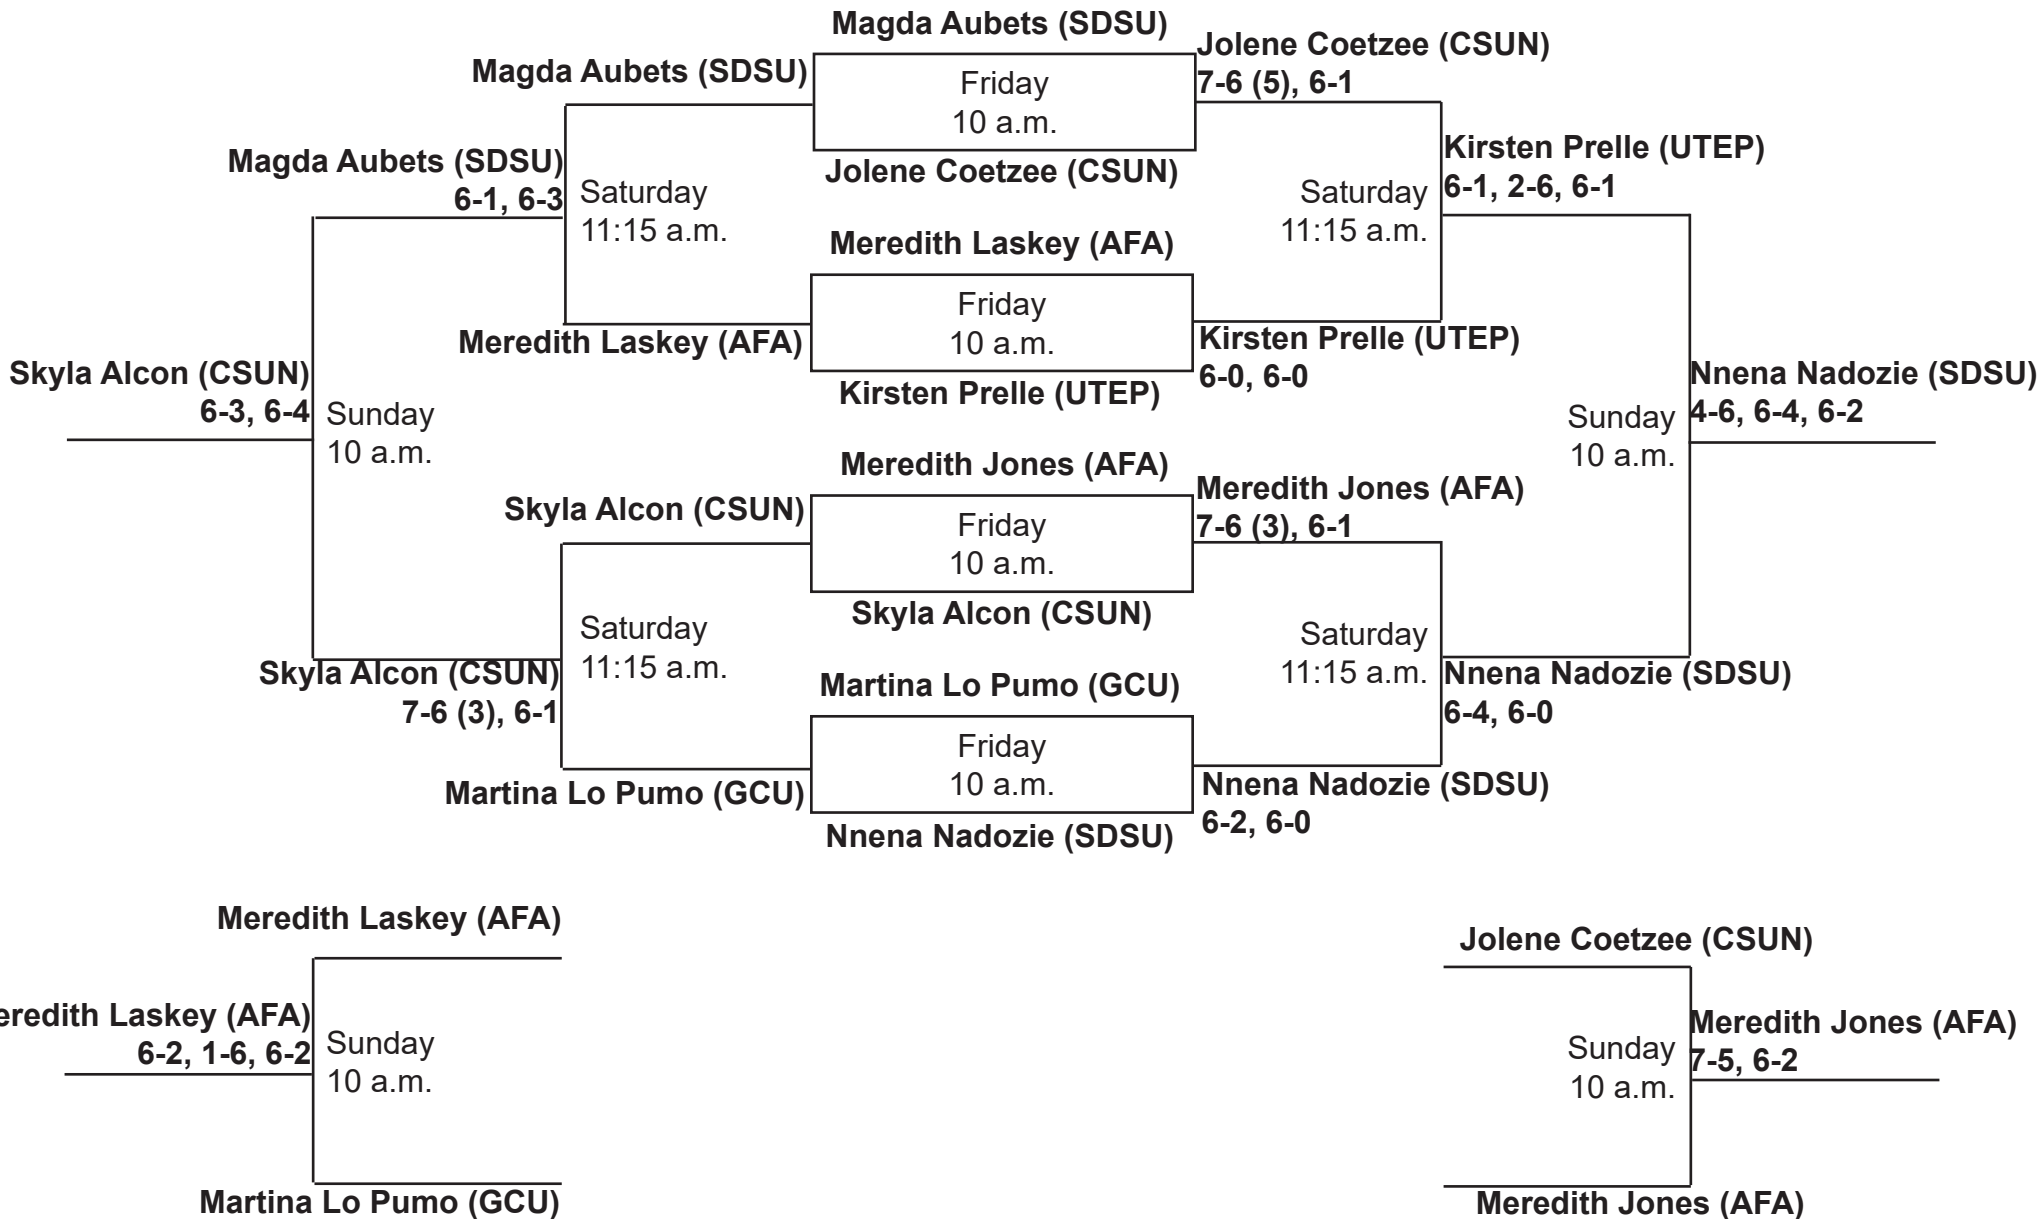 Magda Aubets (SDSU)
Friday
10 a.m.
Jolene Coetzee (CSUN)
Jolene Coetzee (CSUN)
7-6 (5), 6-1
Magda Aubets (SDSU)
Magda Aubets (SDSU)
6-1, 6-3
Saturday
11:15 a.m.
Meredith Laskey (AFA)
Friday
10 a.m.
Kirsten Prelle (UTEP)
Saturday
11:15 a.m.
Kirsten Prelle (UTEP)
6-1, 2-6, 6-1
Meredith Laskey (AFA)
Kirsten Prelle (UTEP)
6-0, 6-0
Skyla Alcon (CSUN)
6-3, 6-4
Sunday
10 a.m.
Sunday
10 a.m.
Nnena Nadozie (SDSU)
4-6, 6-4, 6-2
Meredith Jones (AFA)
Friday
10 a.m.
Skyla Alcon (CSUN)
Skyla Alcon (CSUN)
Meredith Jones (AFA)
7-6 (3), 6-1
Saturday
11:15 a.m.
Saturday
11:15 a.m.
Skyla Alcon (CSUN)
7-6 (3), 6-1
Nnena Nadozie (SDSU)
6-4, 6-0
Martina Lo Pumo (GCU)
Friday
10 a.m.
Nnena Nadozie (SDSU)
Martina Lo Pumo (GCU)
Nnena Nadozie (SDSU)
6-2, 6-0
Meredith Laskey (AFA)
eredith Laskey (AFA)
6-2, 1-6, 6-2
Sunday
10 a.m.
Martina Lo Pumo (GCU)
Jolene Coetzee (CSUN)
Sunday
10 a.m.
Meredith Jones (AFA)
7-5, 6-2
Meredith Jones (AFA)